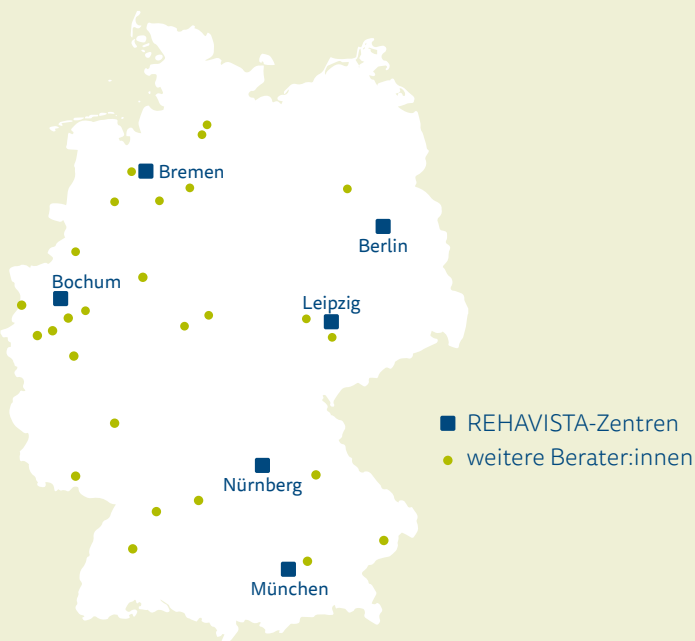 Bremen
Berlin
Bochum
Leipzig
REHAVISTA-Zentren
weitere Berater:innen
Nürnberg
München